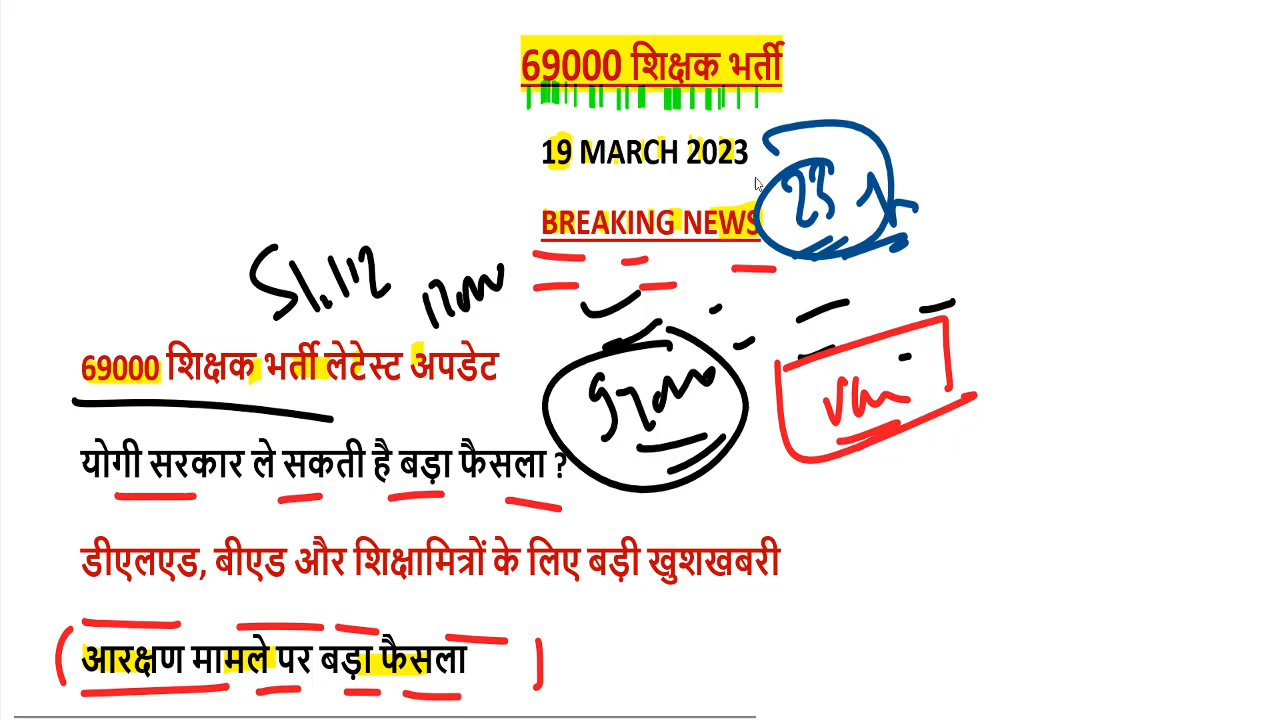 69000 शिक्षक भर्ती
19 MARCH 2023
BREAKING NEWS
69000 शिक्षक भर्ती लेटेस्ट अपडेट
योगी सरकार ले सकती है बड़ा फैसला ?
डीएलएड, बीएड और शिक्षामित्रों के लिए बड़ी खुशखबरी
आरक्षण मामले पर बड़ा फैसला